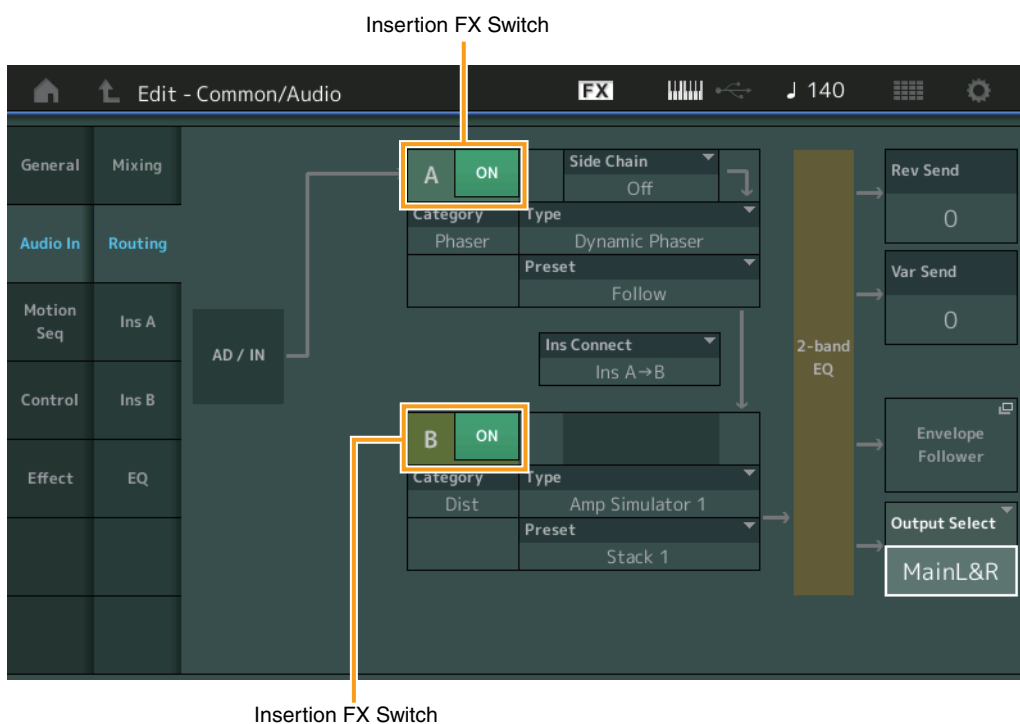 Insertion FX Switch
Edit - Common/Audio
FX
♩ 140
General
Mixing
A
ON
Side Chain
Off
Rev Send
0
Category
Type
Phaser
Dynamic Phaser
Audio In
Routing
Preset
Follow
Var Send
0
Motion
Seq
Ins A
AD / IN
Ins Connect
Ins A→B
2-band
EQ
Control
Ins B
B
ON
Envelope
Follower
Effect
EQ
Category
Type
Dist
Amp Simulator 1
Preset
Stack 1
Output Select
MainL&R
Insertion FX Switch